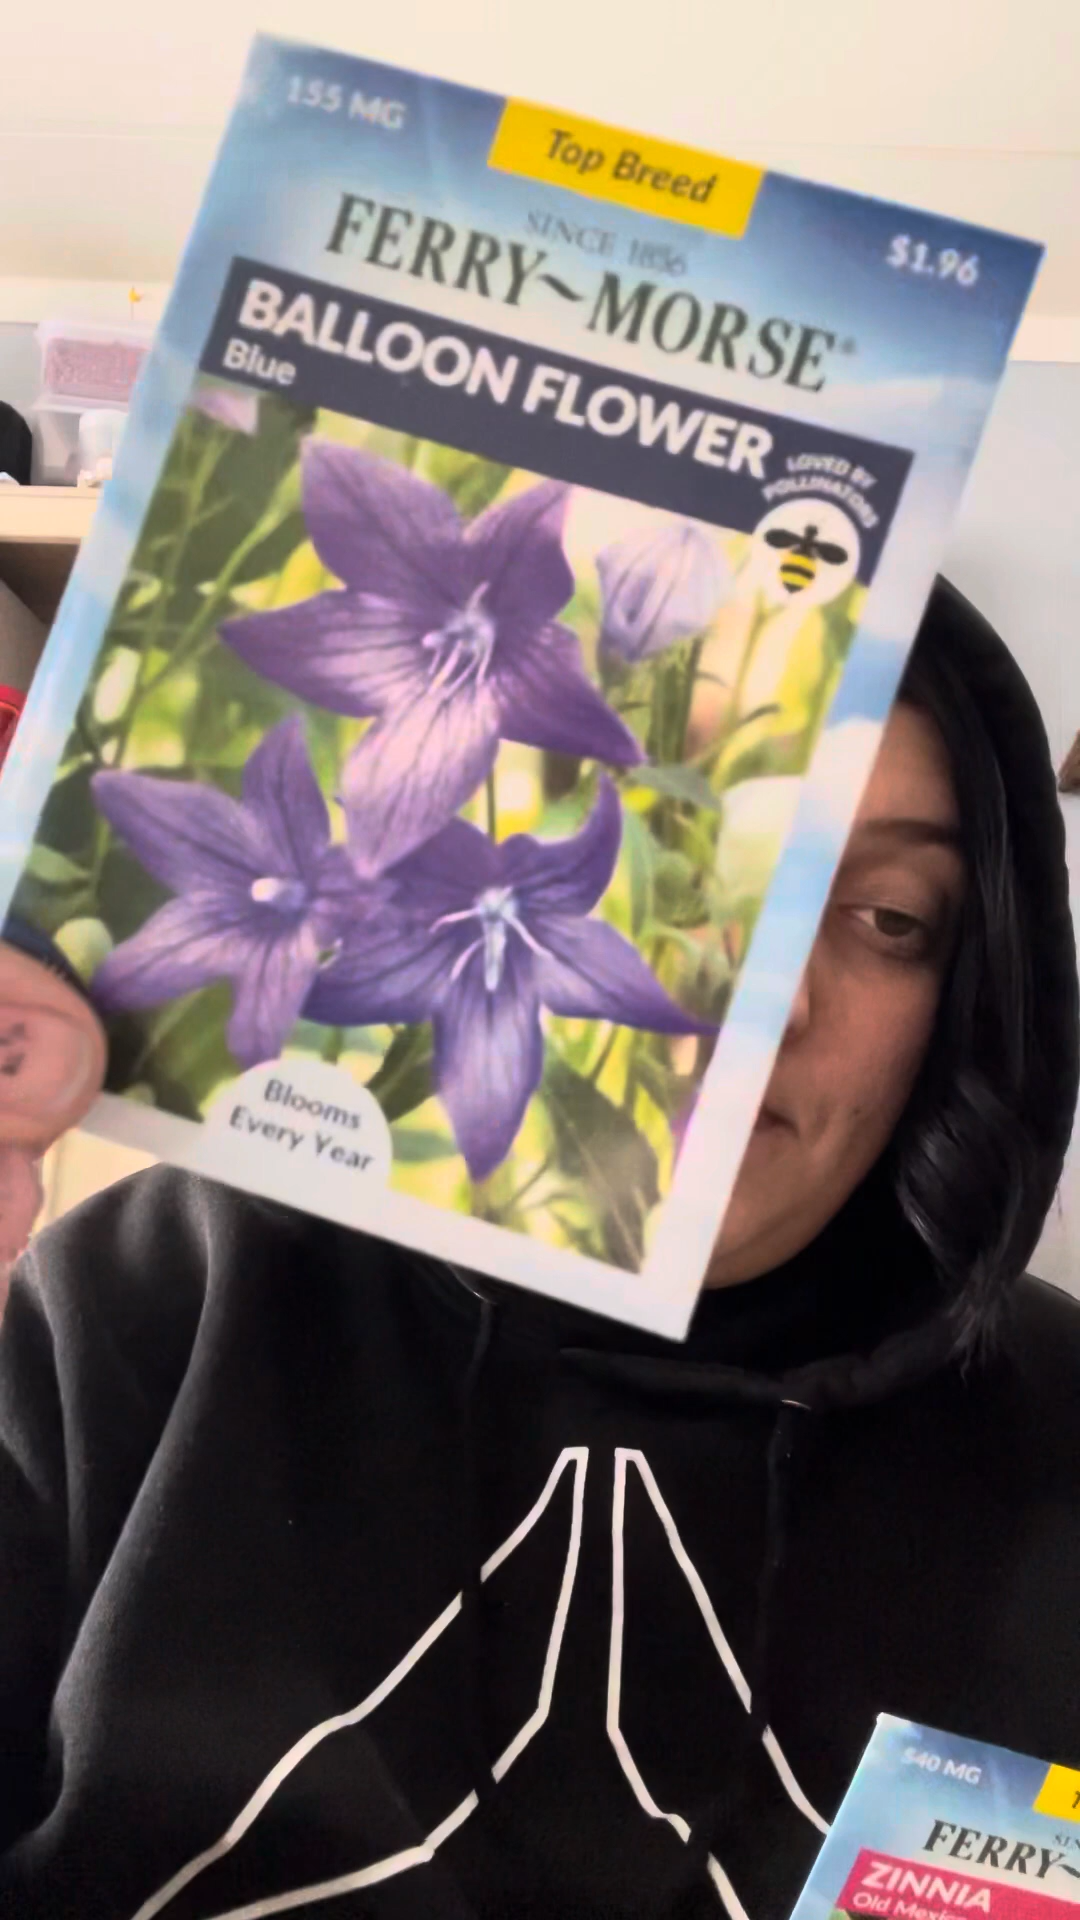 155 MG
Top Breed
$1.96
SINCE 1856
FERRY~MORSE®
BALLOON FLOWER
Blue
LOVED BY
POLLINATORS
Blooms
Every Year
540 MG
FERRY~
ZINNIA
Old